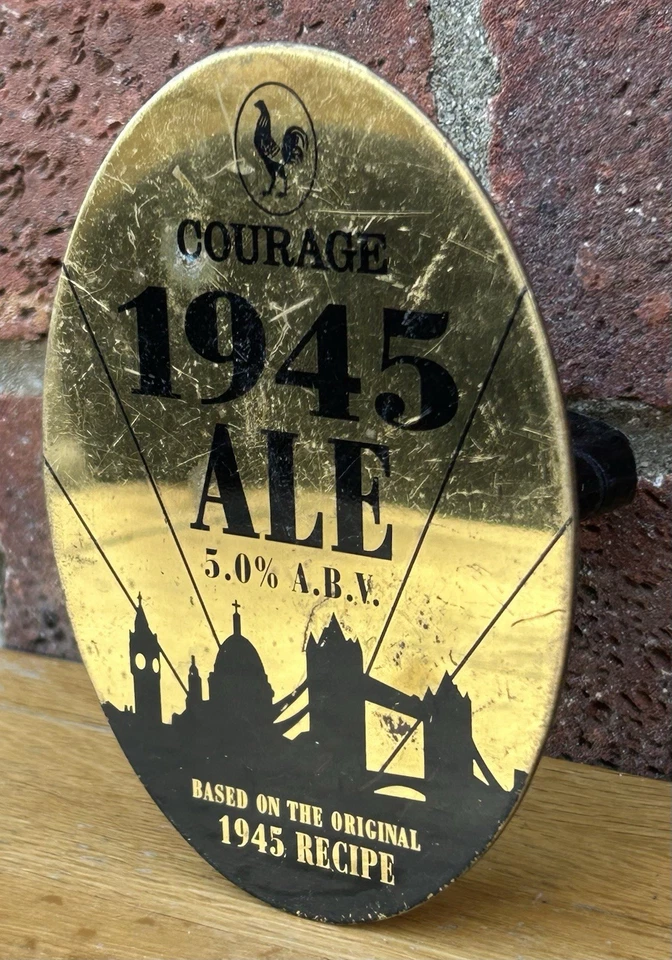 COURAGE
1945
ALE
5.0% A.B.V.
BASED ON THE ORIGINAL
1945 RECIPE